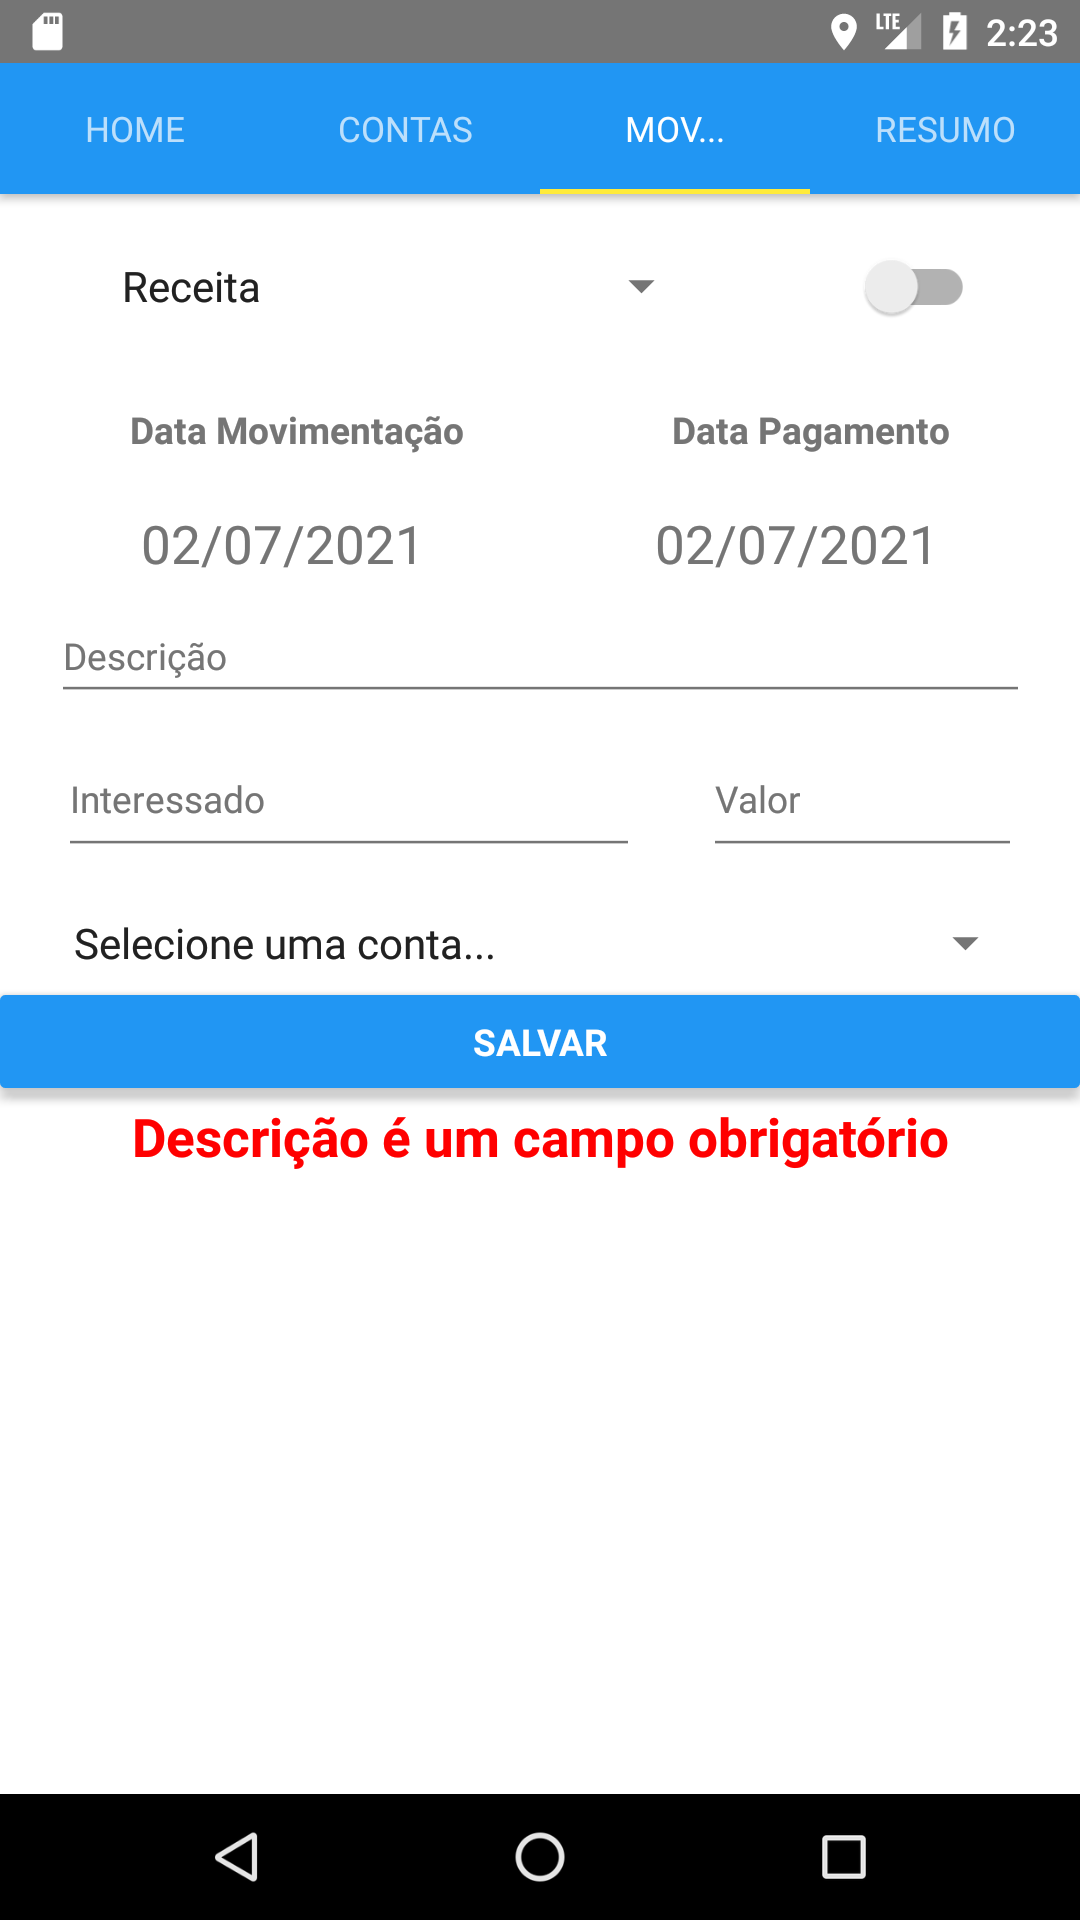 LTE 2:23
HOME CONTAS MOV... RESUMO
Receita
Data Movimentação Data Pagamento
02/07/2021 02/07/2021
Descrição
Interessado Valor
Selecione uma conta...
SALVAR
Descrição é um campo obrigatório